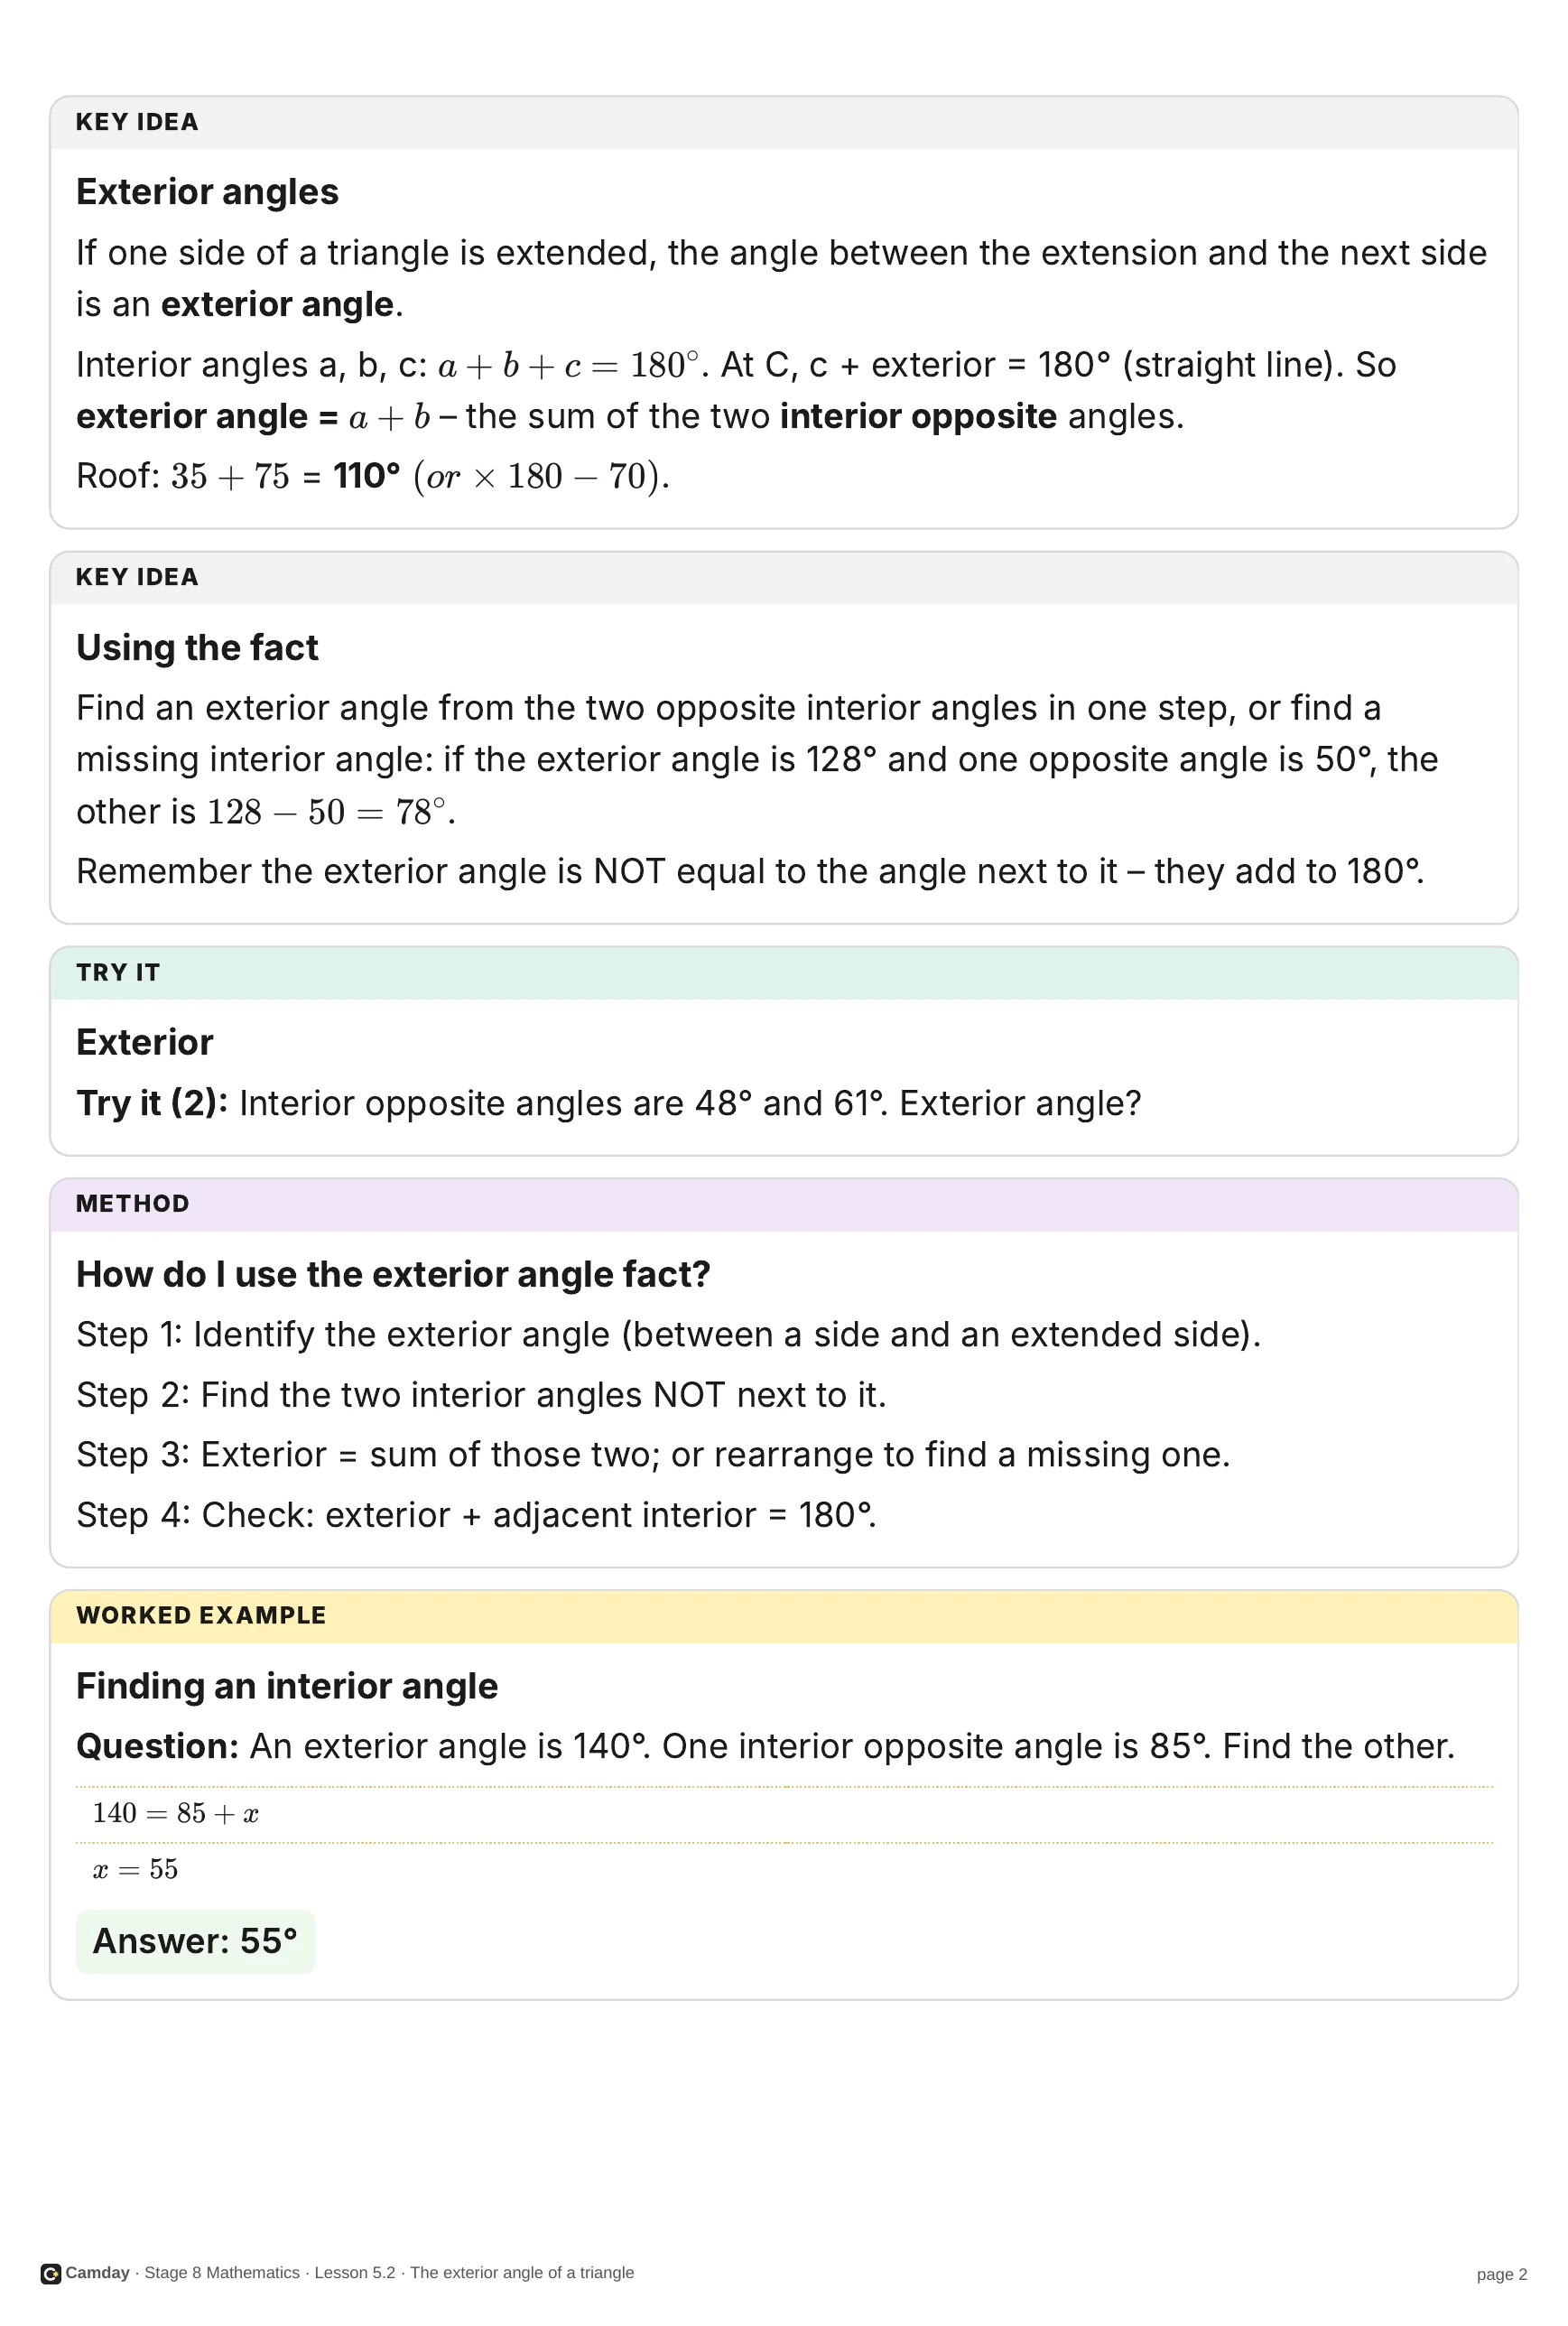 KEY IDEA
Exterior angles
If one side of a triangle is extended, the angle between the extension and the next side
is an exterior angle.
Interior angles a, b, c: a + b + c = 180°. At C, c + exterior = 180° (straight line). So
exterior angle = a + b – the sum of the two interior opposite angles.
Roof: 35 + 75 = 110° (or × 180 − 70).
KEY IDEA
Using the fact
Find an exterior angle from the two opposite interior angles in one step, or find a
missing interior angle: if the exterior angle is 128° and one opposite angle is 50°, the
other is 128 − 50 = 78°.
Remember the exterior angle is NOT equal to the angle next to it – they add to 180°.
TRY IT
Exterior
Try it (2): Interior opposite angles are 48° and 61°. Exterior angle?
METHOD
How do I use the exterior angle fact?
Step 1: Identify the exterior angle (between a side and an extended side).
Step 2: Find the two interior angles NOT next to it.
Step 3: Exterior = sum of those two; or rearrange to find a missing one.
Step 4: Check: exterior + adjacent interior = 180°.
WORKED EXAMPLE
Finding an interior angle
Question: An exterior angle is 140°. One interior opposite angle is 85°. Find the other.
140 = 85 + x
x = 55
Answer: 55°
Camday · Stage 8 Mathematics · Lesson 5.2 · The exterior angle of a triangle
page 2